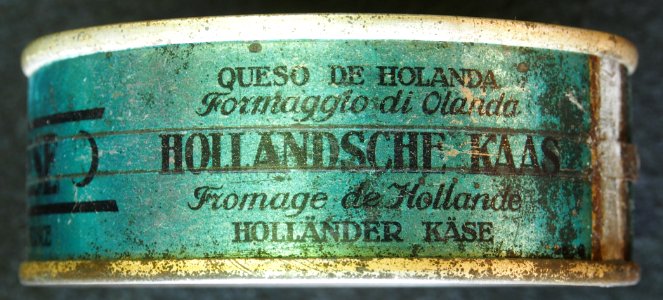 QUESO DE HOLANDA
Formaggio di Olanda
HOLLANDSCHE KAAS
Fromage de Hollande
HOLLÄNDER KÄSE